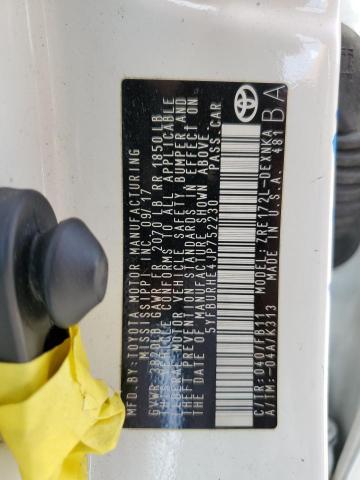 MFD.BY: TOYOTA MOTOR MANUFACTURING
MISSISSIPPI INC. 09/17
GVWR 3820LB GAWR FR 2070LB RR 1850LB
THIS VEHICLE CONFORMS TO ALL APPLICABLE
FEDERAL MOTOR VEHICLE SAFETY, BUMPER AND
THEFT PREVENTION STANDARDS IN EFFECT ON
THE DATE OF MANUFACTURE SHOWN ABOVE.
5YFBURHE4JP752230 PASS.CAR
C/TR: 040/FB11 MODEL: ZRE172L-DEXNKA
A/TM: -04A/K313 MADE IN U.S.A. 481
BA